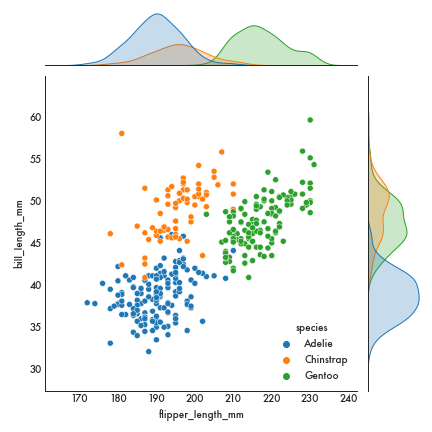 60
55
50
45
40
35
30
bill_length_mm
species
Adelie
Chinstrap
Gentoo
170 180 190 200 210 220 230 240
flipper_length_mm